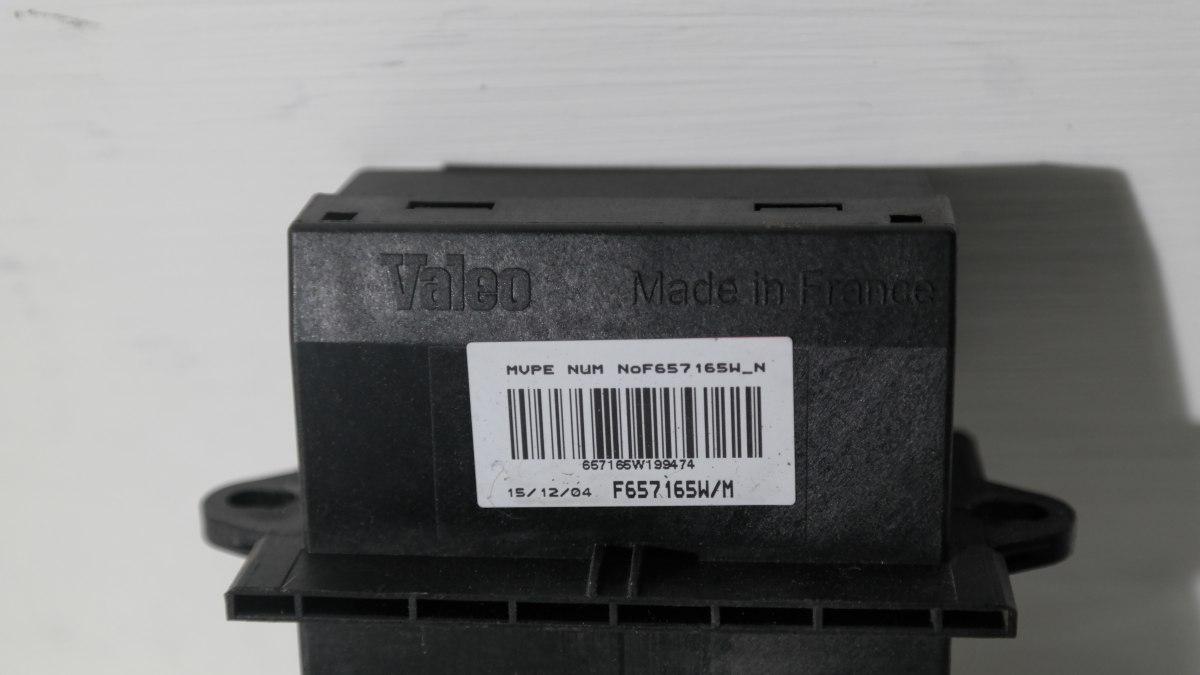 Valeo Made in France
MVPE NUM NoF657165W_N
657165W199474
15/12/04 F657165W/M